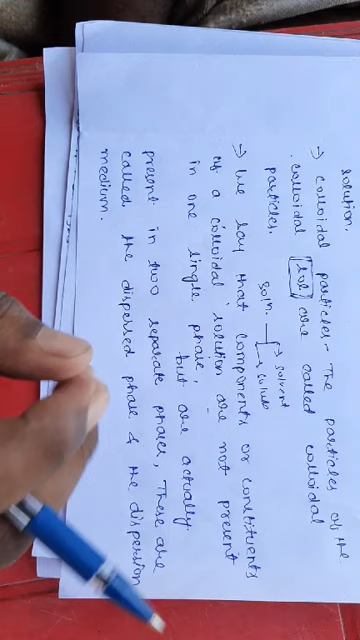 solution.
→ Colloidal particles - The particles of the
colloidal [sol] are called colloidal
particles.
soln. → solvent
→ solute
→ We say that components or constituents
of a colloidal solution are not present
in one single phase, but are actually
present in two separate phases, These are
called the dispersed phase & the dispersion
medium.